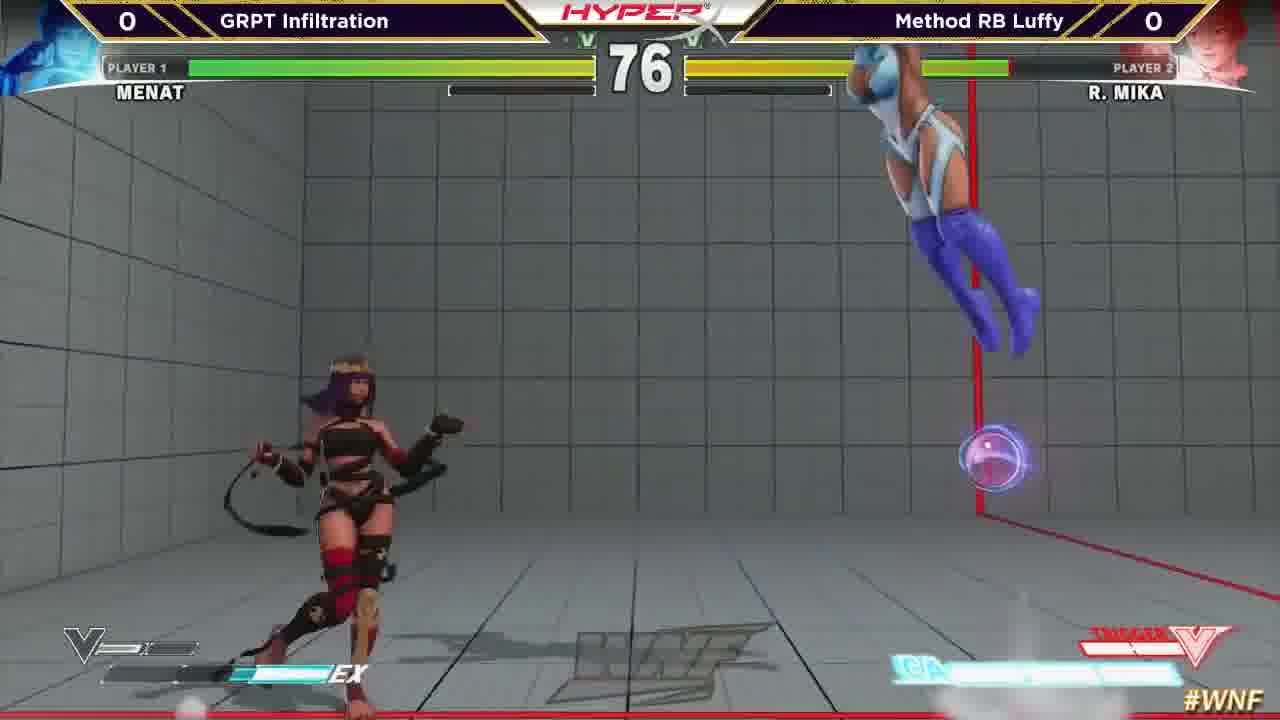 0 GRPT Infiltration HYPERX Method RB Luffy 0
PLAYER 1 76 PLAYER 2
MENAT R. MIKA
V V
WNF
TRIGGER V
V EX CA
#WNF